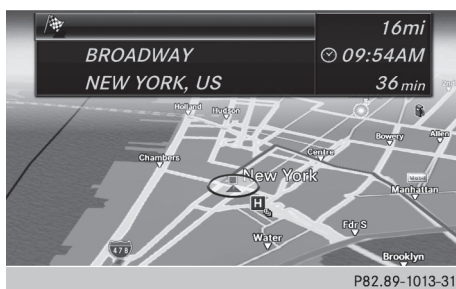 16mi
BROADWAY
09:54AM
NEW YORK, US
36 min
Holland
Hudson
Bowery
Allen
Chambers
Centre
New York
Mobil
Manhattan
H
Fdr S
Water
478
Brooklyn
P82.89-1013-31